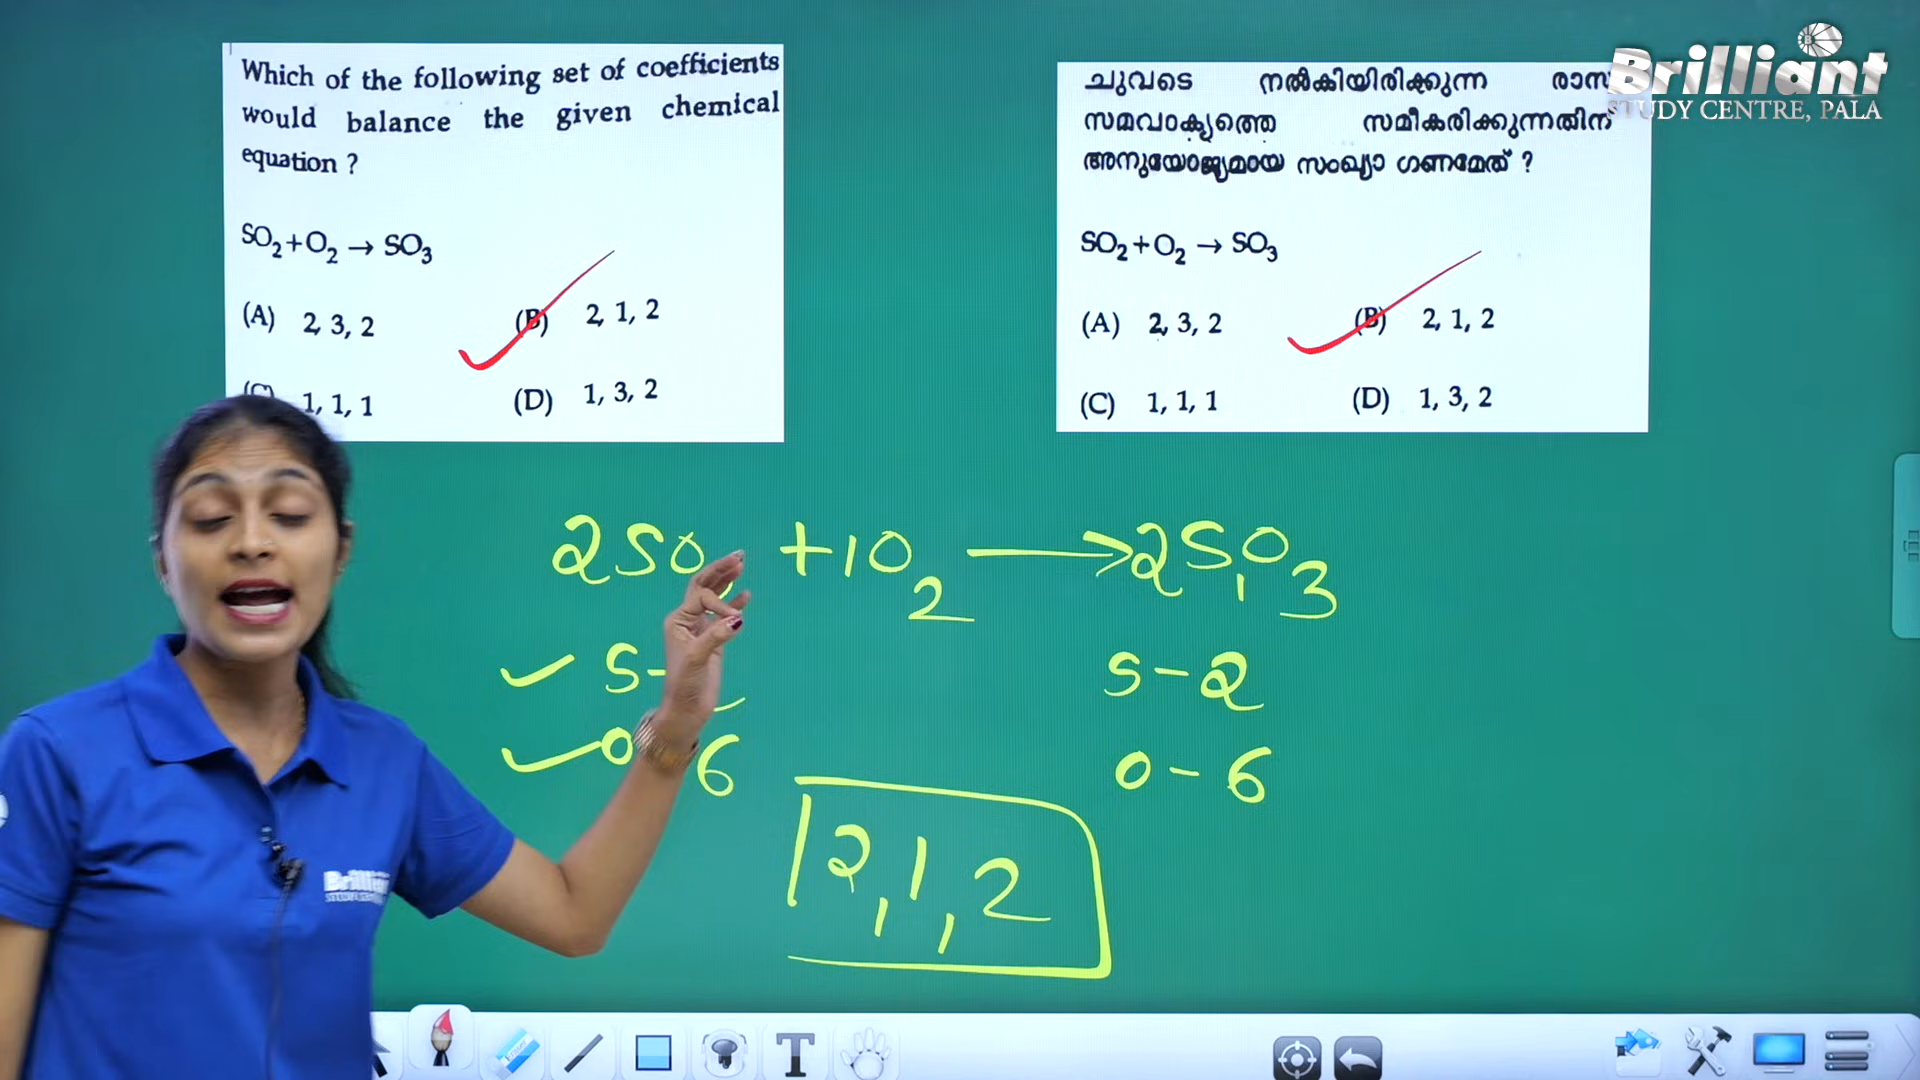 Which of the following set of coefficients
would balance the given chemical
equation ?
SO2+O2 → SO3
(A) 2, 3, 2
(B) 2, 1, 2
1, 1, 1
(D) 1, 3, 2
ചുവടെ നൽകിയിരിക്കുന്ന
സമവാക്യത്തെ സമീകരിക്കുന്നതിന്
അനുയോജ്യമായ സംഖ്യാ ഗണമേത് ?
SO2+O2 → SO3
(A) 2, 3, 2
(B) 2, 1, 2
(C) 1, 1, 1
(D) 1, 3, 2
Brilliant
STUDY CENTRE, PALA
2SO2 +1O2 → 2S1O3
S - 2
O - 6
S - 2
O - 6
2, 1, 2
Brilliant
T